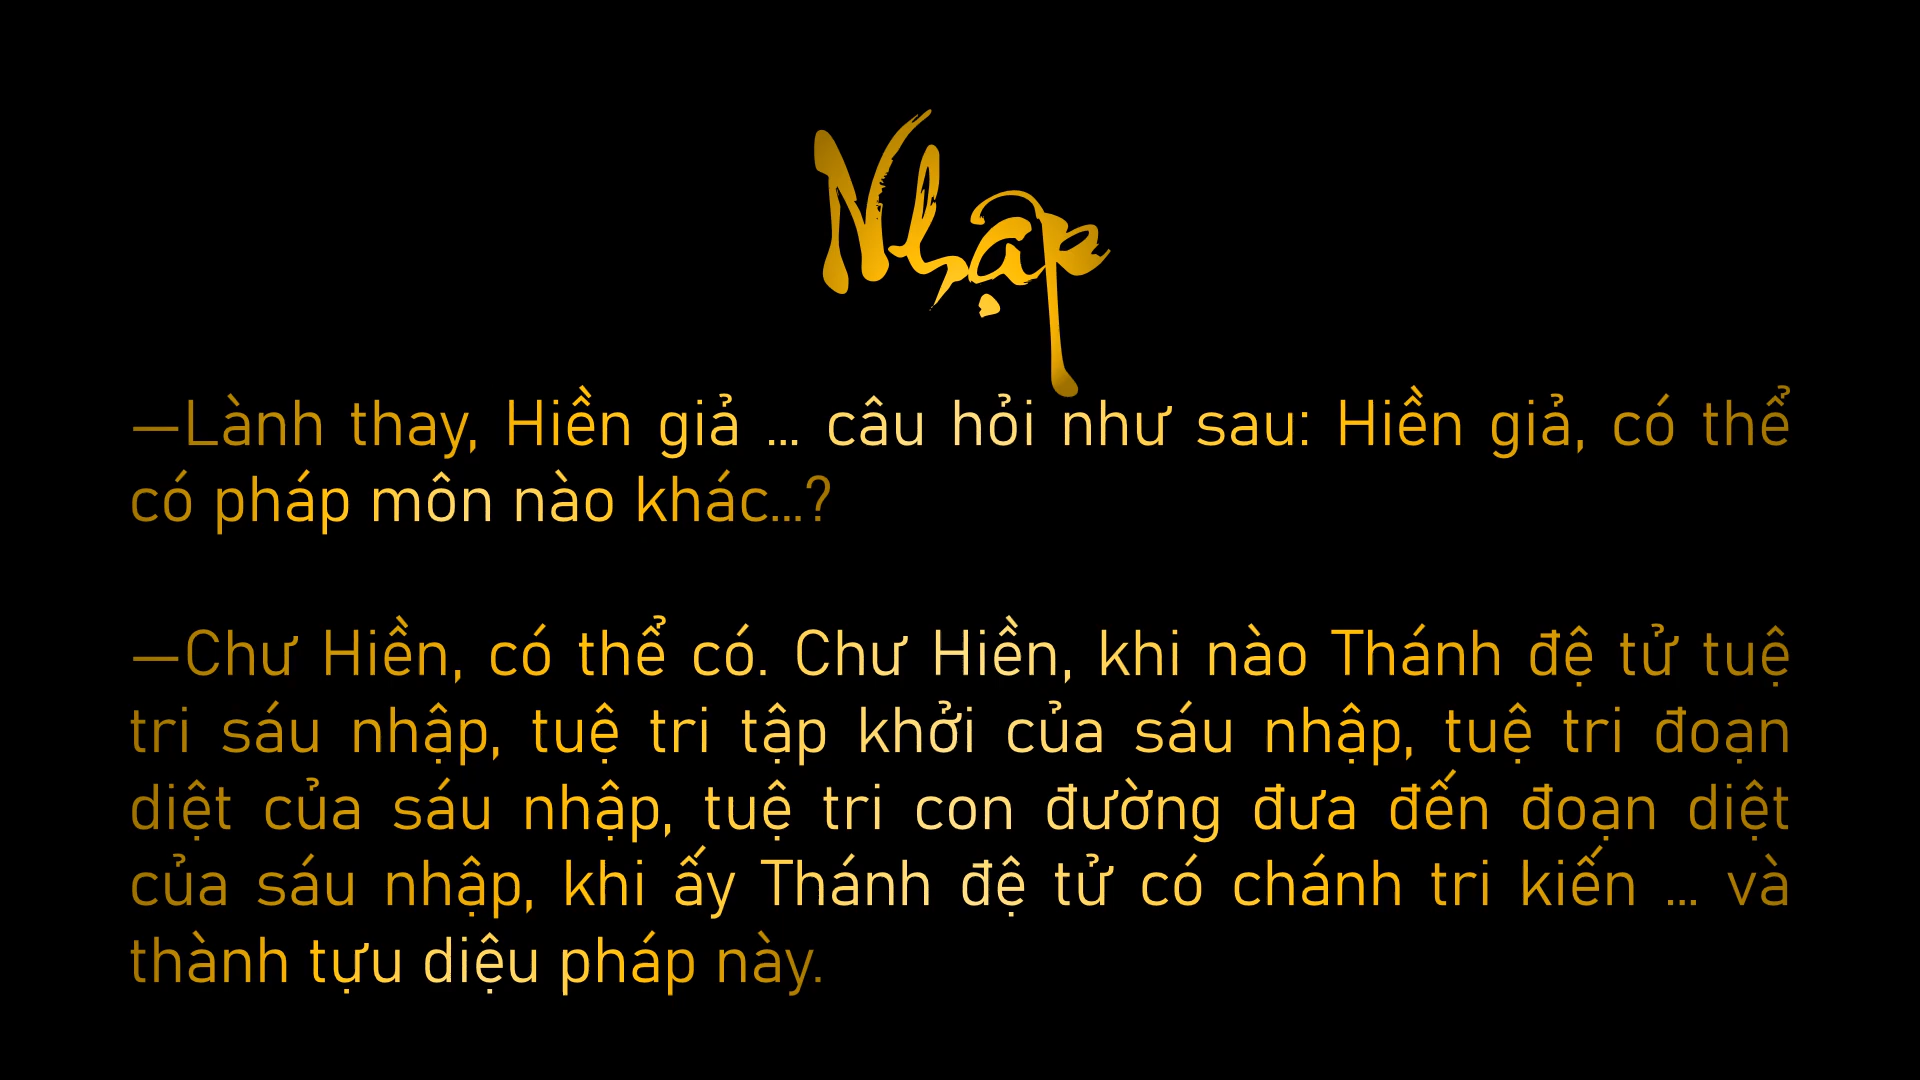 Nhập
—Lành thay, Hiền giả ... câu hỏi như sau: Hiền giả, có thể
có pháp môn nào khác...?
—Chư Hiền, có thể có. Chư Hiền, khi nào Thánh đệ tử tuệ
tri sáu nhập, tuệ tri tập khởi của sáu nhập, tuệ tri đoạn
diệt của sáu nhập, tuệ tri con đường đưa đến đoạn diệt
của sáu nhập, khi ấy Thánh đệ tử có chánh tri kiến ... và
thành tựu diệu pháp này.